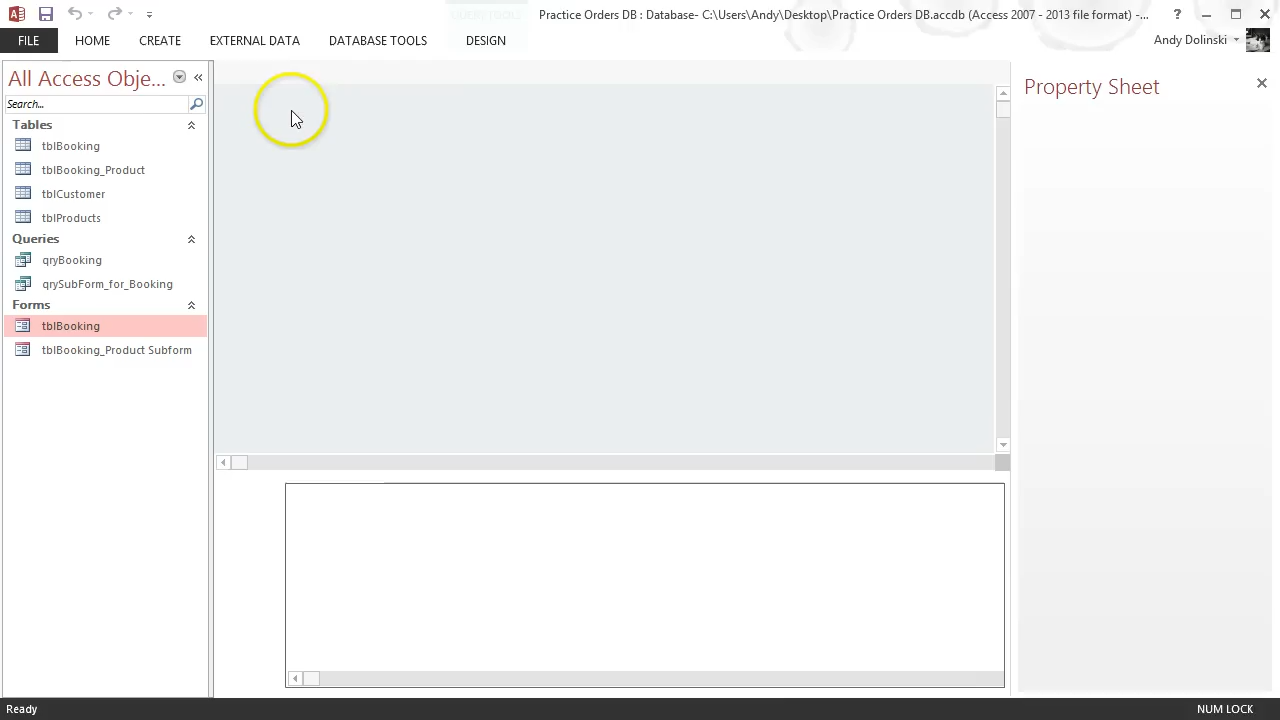 Practice Orders DB : Database- C:\Users\Andy\Desktop\Practice Orders DB.accdb (Access 2007 - 2013 file format) -...
FILE HOME CREATE EXTERNAL DATA DATABASE TOOLS DESIGN Andy Dolinski
All Access Obje...
Property Sheet
Search...
Tables
tblBooking
tblBooking_Product
tblCustomer
tblProducts
Queries
qryBooking
qrySubForm_for_Booking
Forms
tblBooking
tblBooking_Product Subform
Ready
NUM LOCK